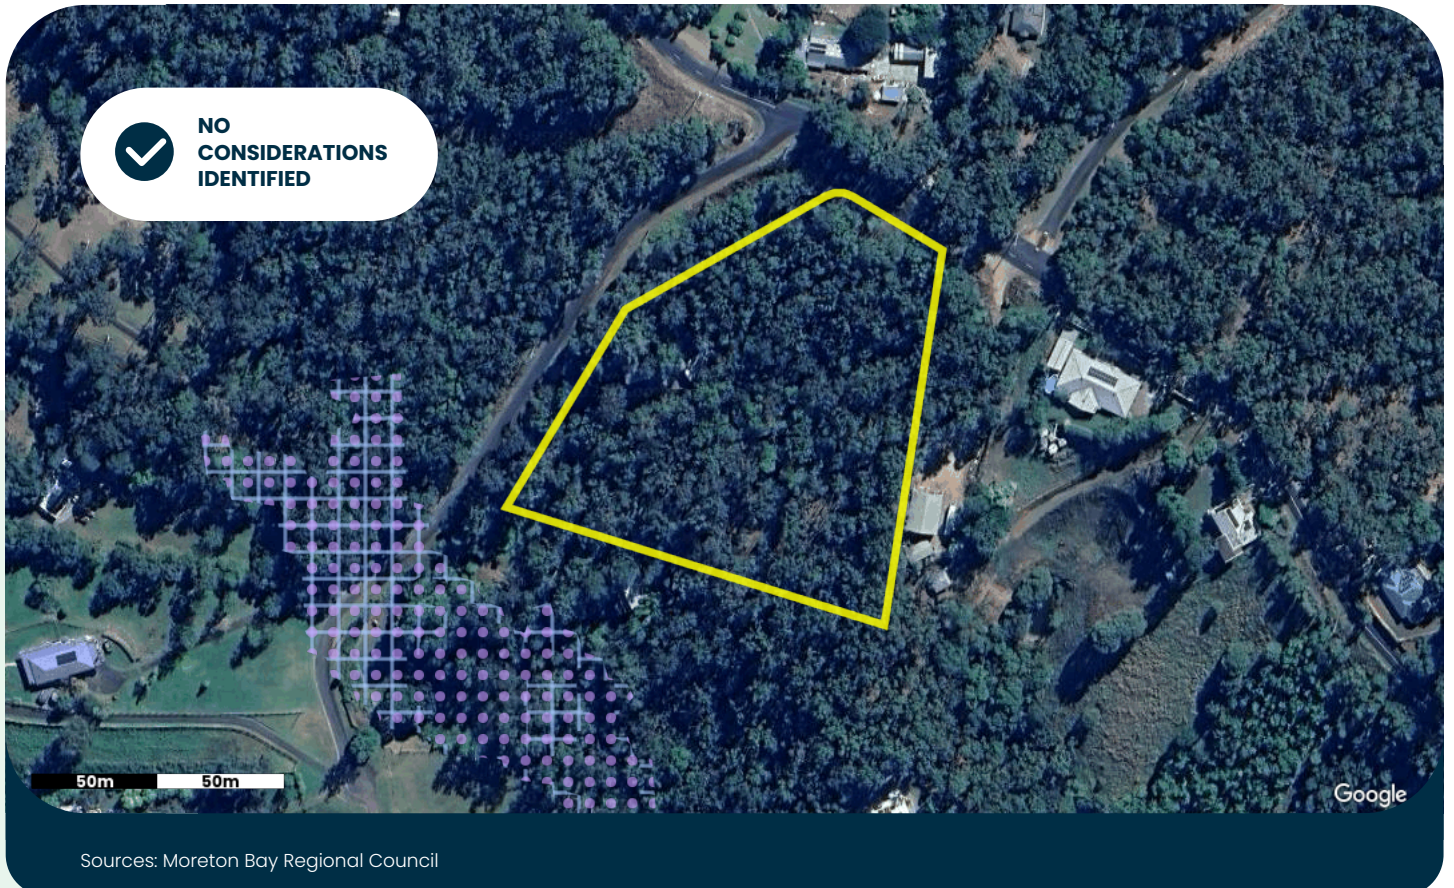 NO
CONSIDERATIONS
IDENTIFIED
50m 50m
Google
Sources: Moreton Bay Regional Council